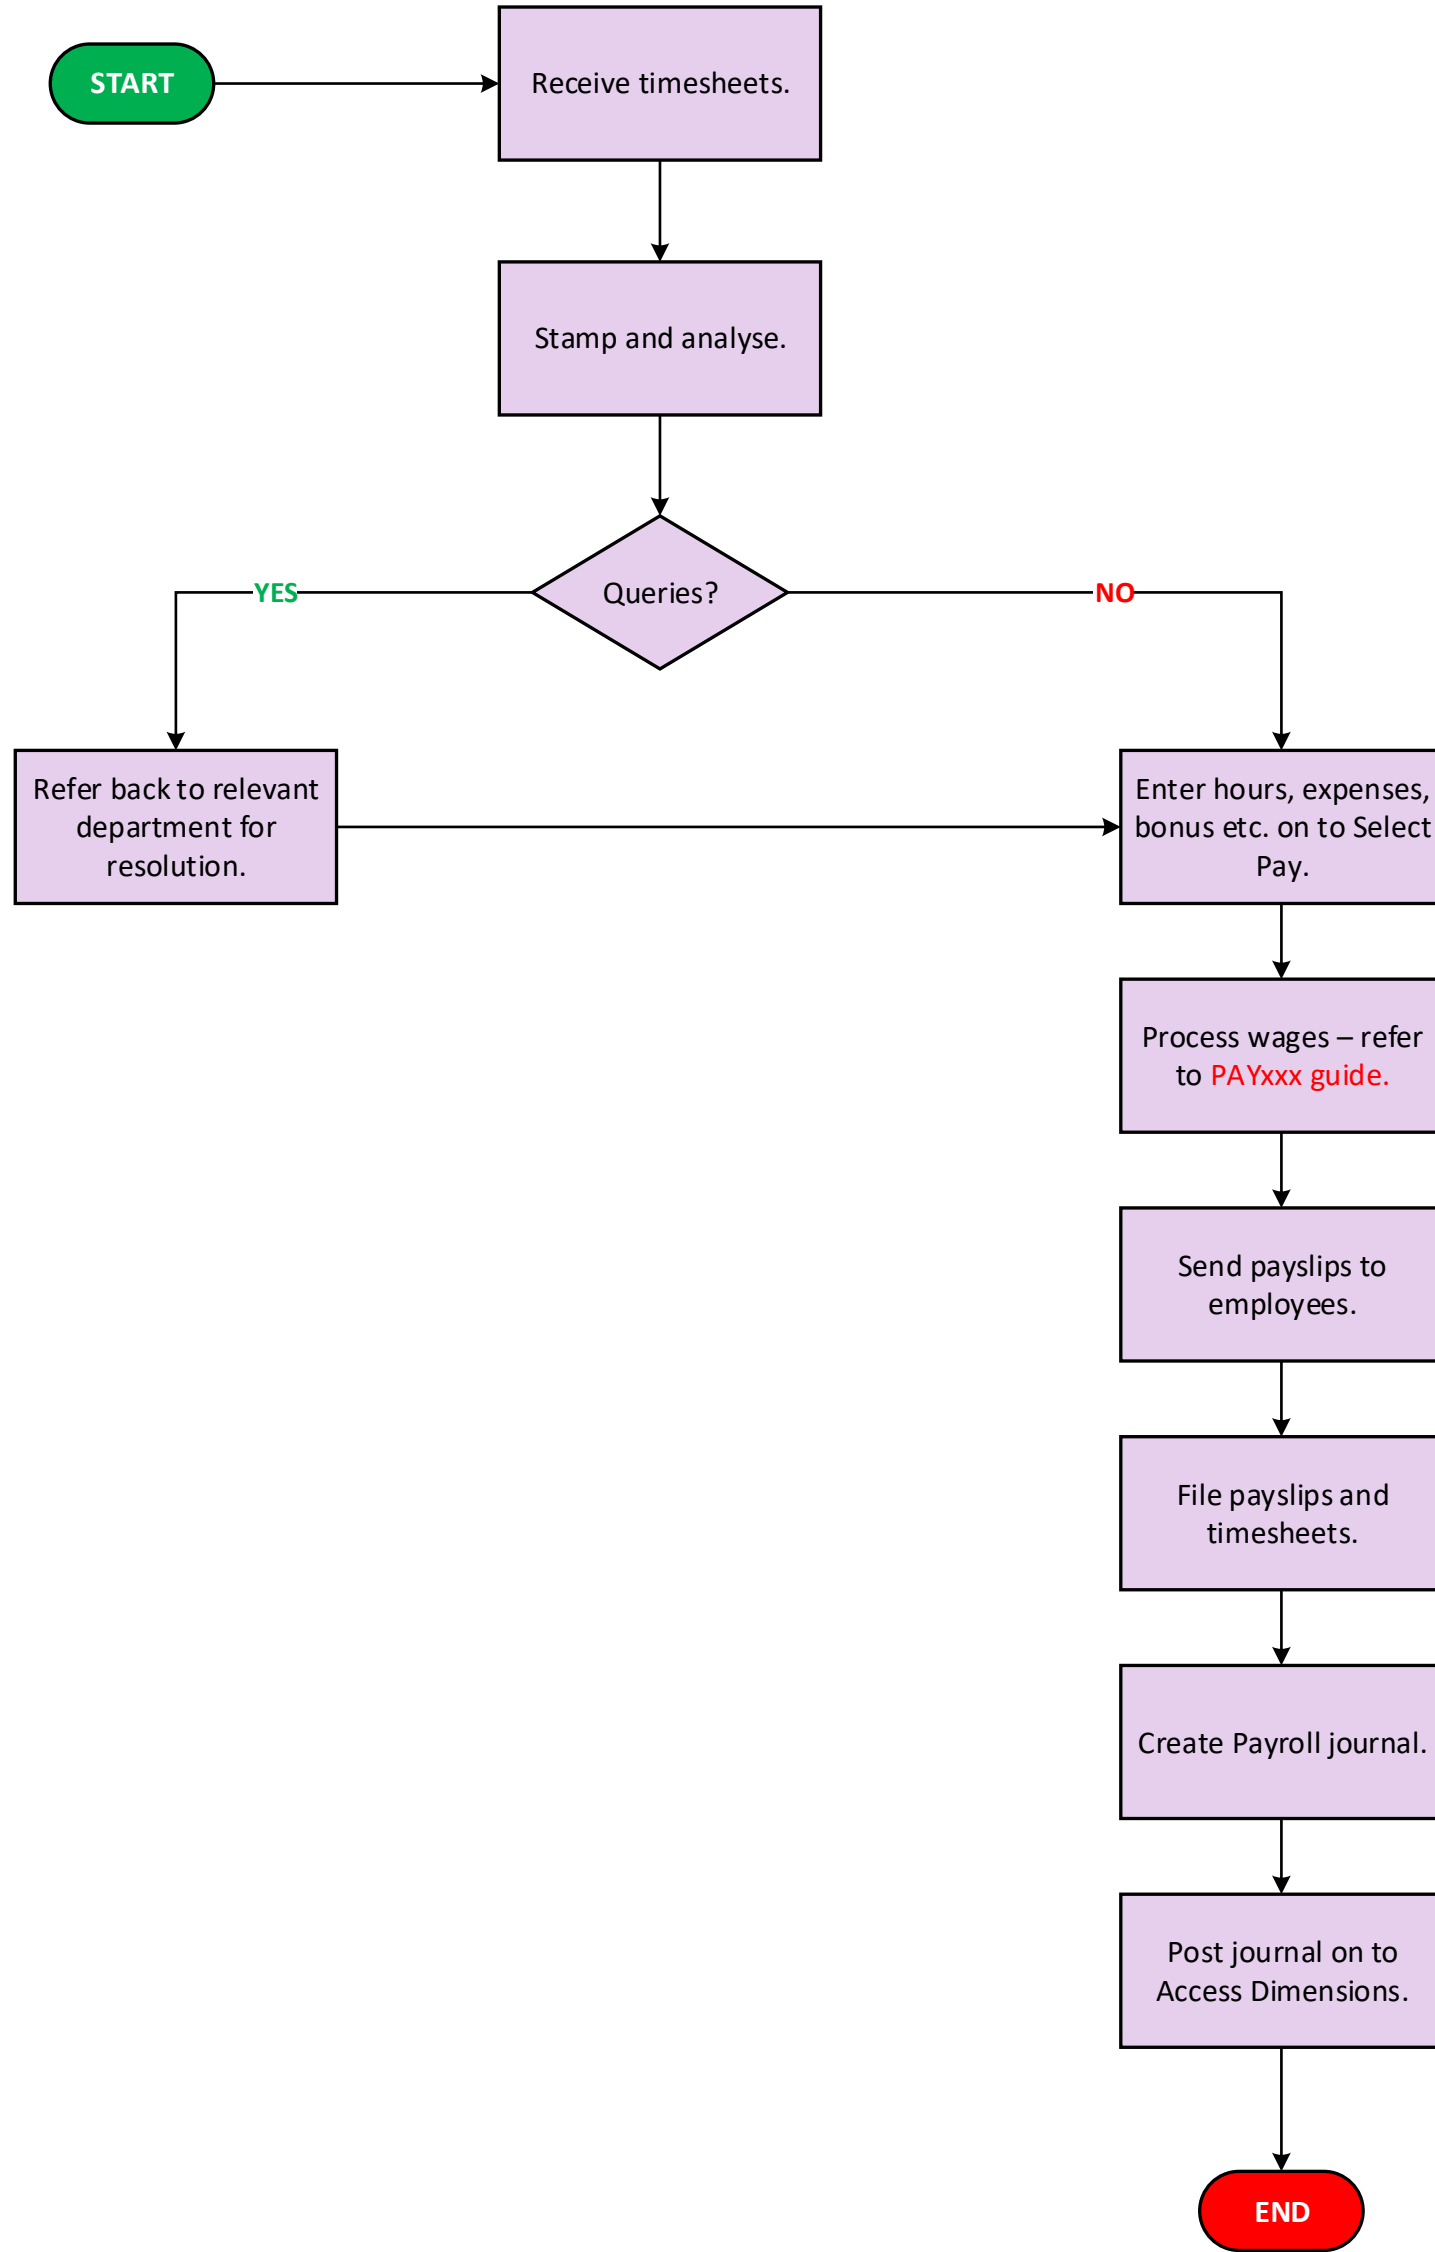 START
Receive timesheets.
Stamp and analyse.
Queries?
YES
NO
Refer back to relevant
department for
resolution.
Enter hours, expenses,
bonus etc. on to Select
Pay.
Process wages – refer
to PAYxxx guide.
Send payslips to
employees.
File payslips and
timesheets.
Create Payroll journal.
Post journal on to
Access Dimensions.
END